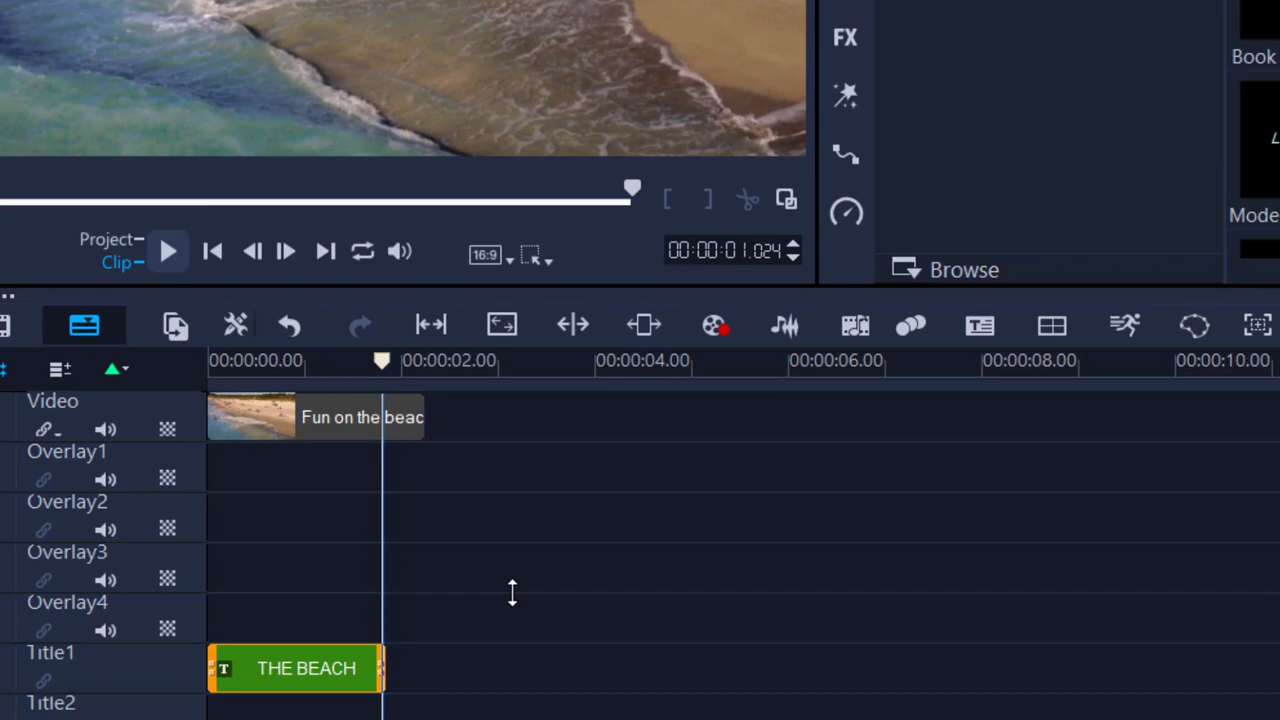 FX
Book
Mode
Project
Clip
16:9
00:00:01.024
Browse
00:00:00.00
00:00:02.00
00:00:04.00
00:00:06.00
00:00:08.00
00:00:10.00
Video
Fun on the beac
Overlay1
Overlay2
Overlay3
Overlay4
Title1
T THE BEACH
Title2